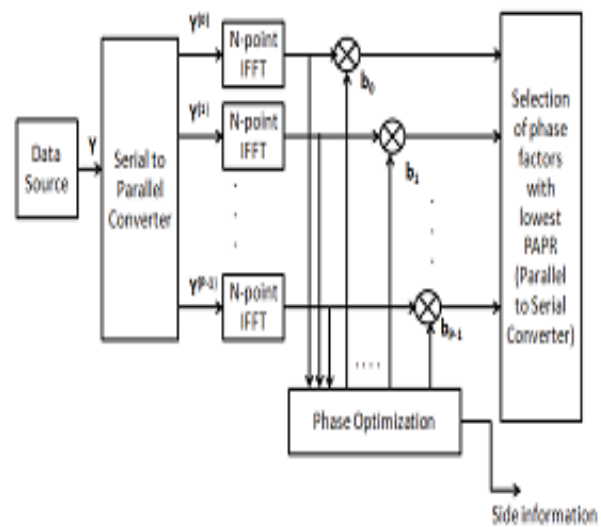 Y^(0)
N-point
IFFT
b₀
Y^(1)
N-point
IFFT
b₁
Data
Source
Y
Serial to
Parallel
Converter
Y^(P-1)
N-point
IFFT
b_P-1
Selection
of phase
factors
with
lowest
PAPR
(Parallel
to Serial
Converter)
Phase Optimization
Side information